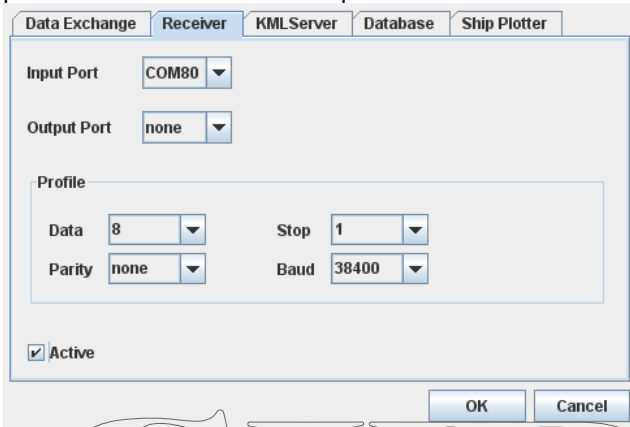 Data Exchange Receiver KMLServer Database Ship Plotter
Input Port COM80
Output Port none
Profile
Data 8 Stop 1
Parity none Baud 38400
Active
OK Cancel